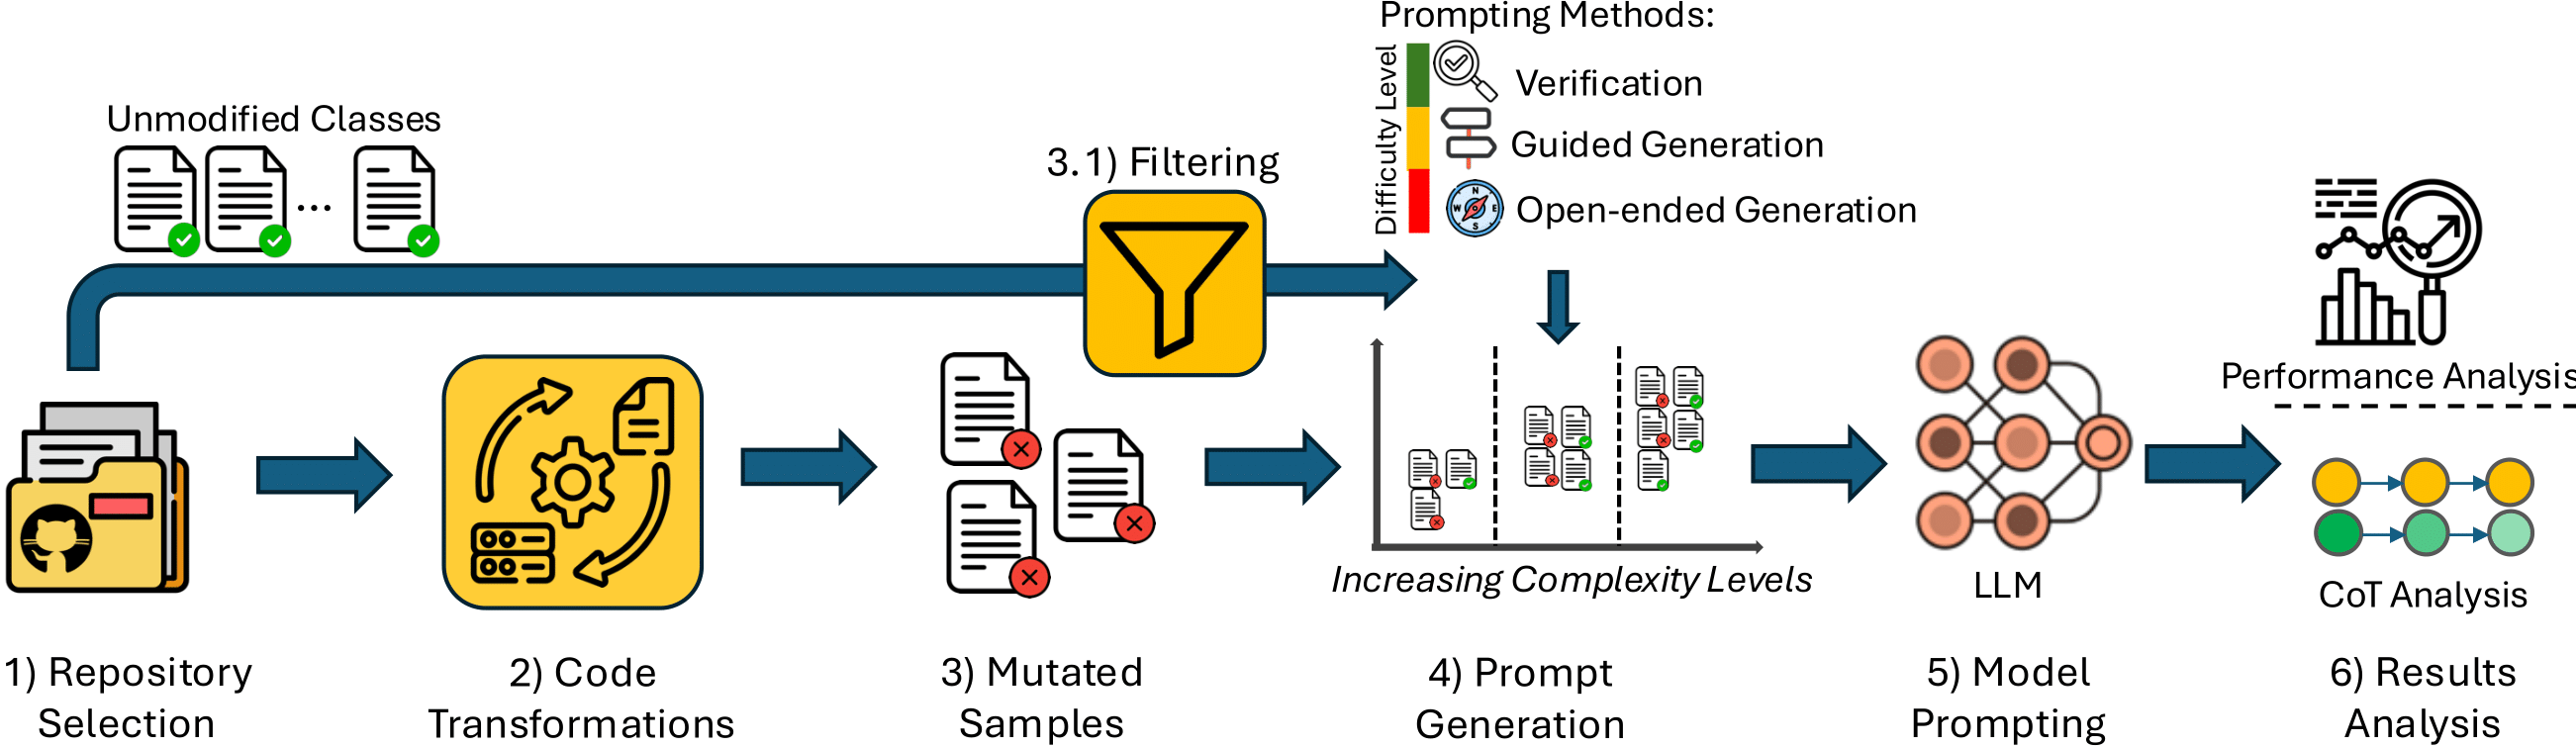 Prompting Methods:
Difficulty Level
Verification
Guided Generation
Open-ended Generation
Unmodified Classes
...
3.1) Filtering
N
W E
S
Increasing Complexity Levels
LLM
Performance Analysis
CoT Analysis
1) Repository
Selection
2) Code
Transformations
3) Mutated
Samples
4) Prompt
Generation
5) Model
Prompting
6) Results
Analysis